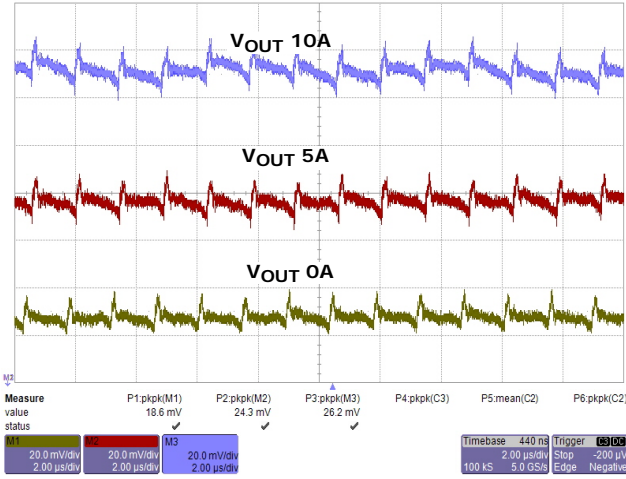 VOUT 10A
VOUT 5A
VOUT 0A
Measure P1:pkpk(M1) P2:pkpk(M2) P3:pkpk(M3) P4:pkpk(C3) P5:mean(C2) P6:pkpk(C2)
value 18.6 mV 24.3 mV 26.2 mV
status
M1 M2 M3 Timebase 440 ns Trigger C3 DC
20.0 mV/div 20.0 mV/div 20.0 mV/div 2.00 µs/div Stop -200 µV
2.00 µs/div 2.00 µs/div 2.00 µs/div 100 kS 5.0 GS/s Edge Negative